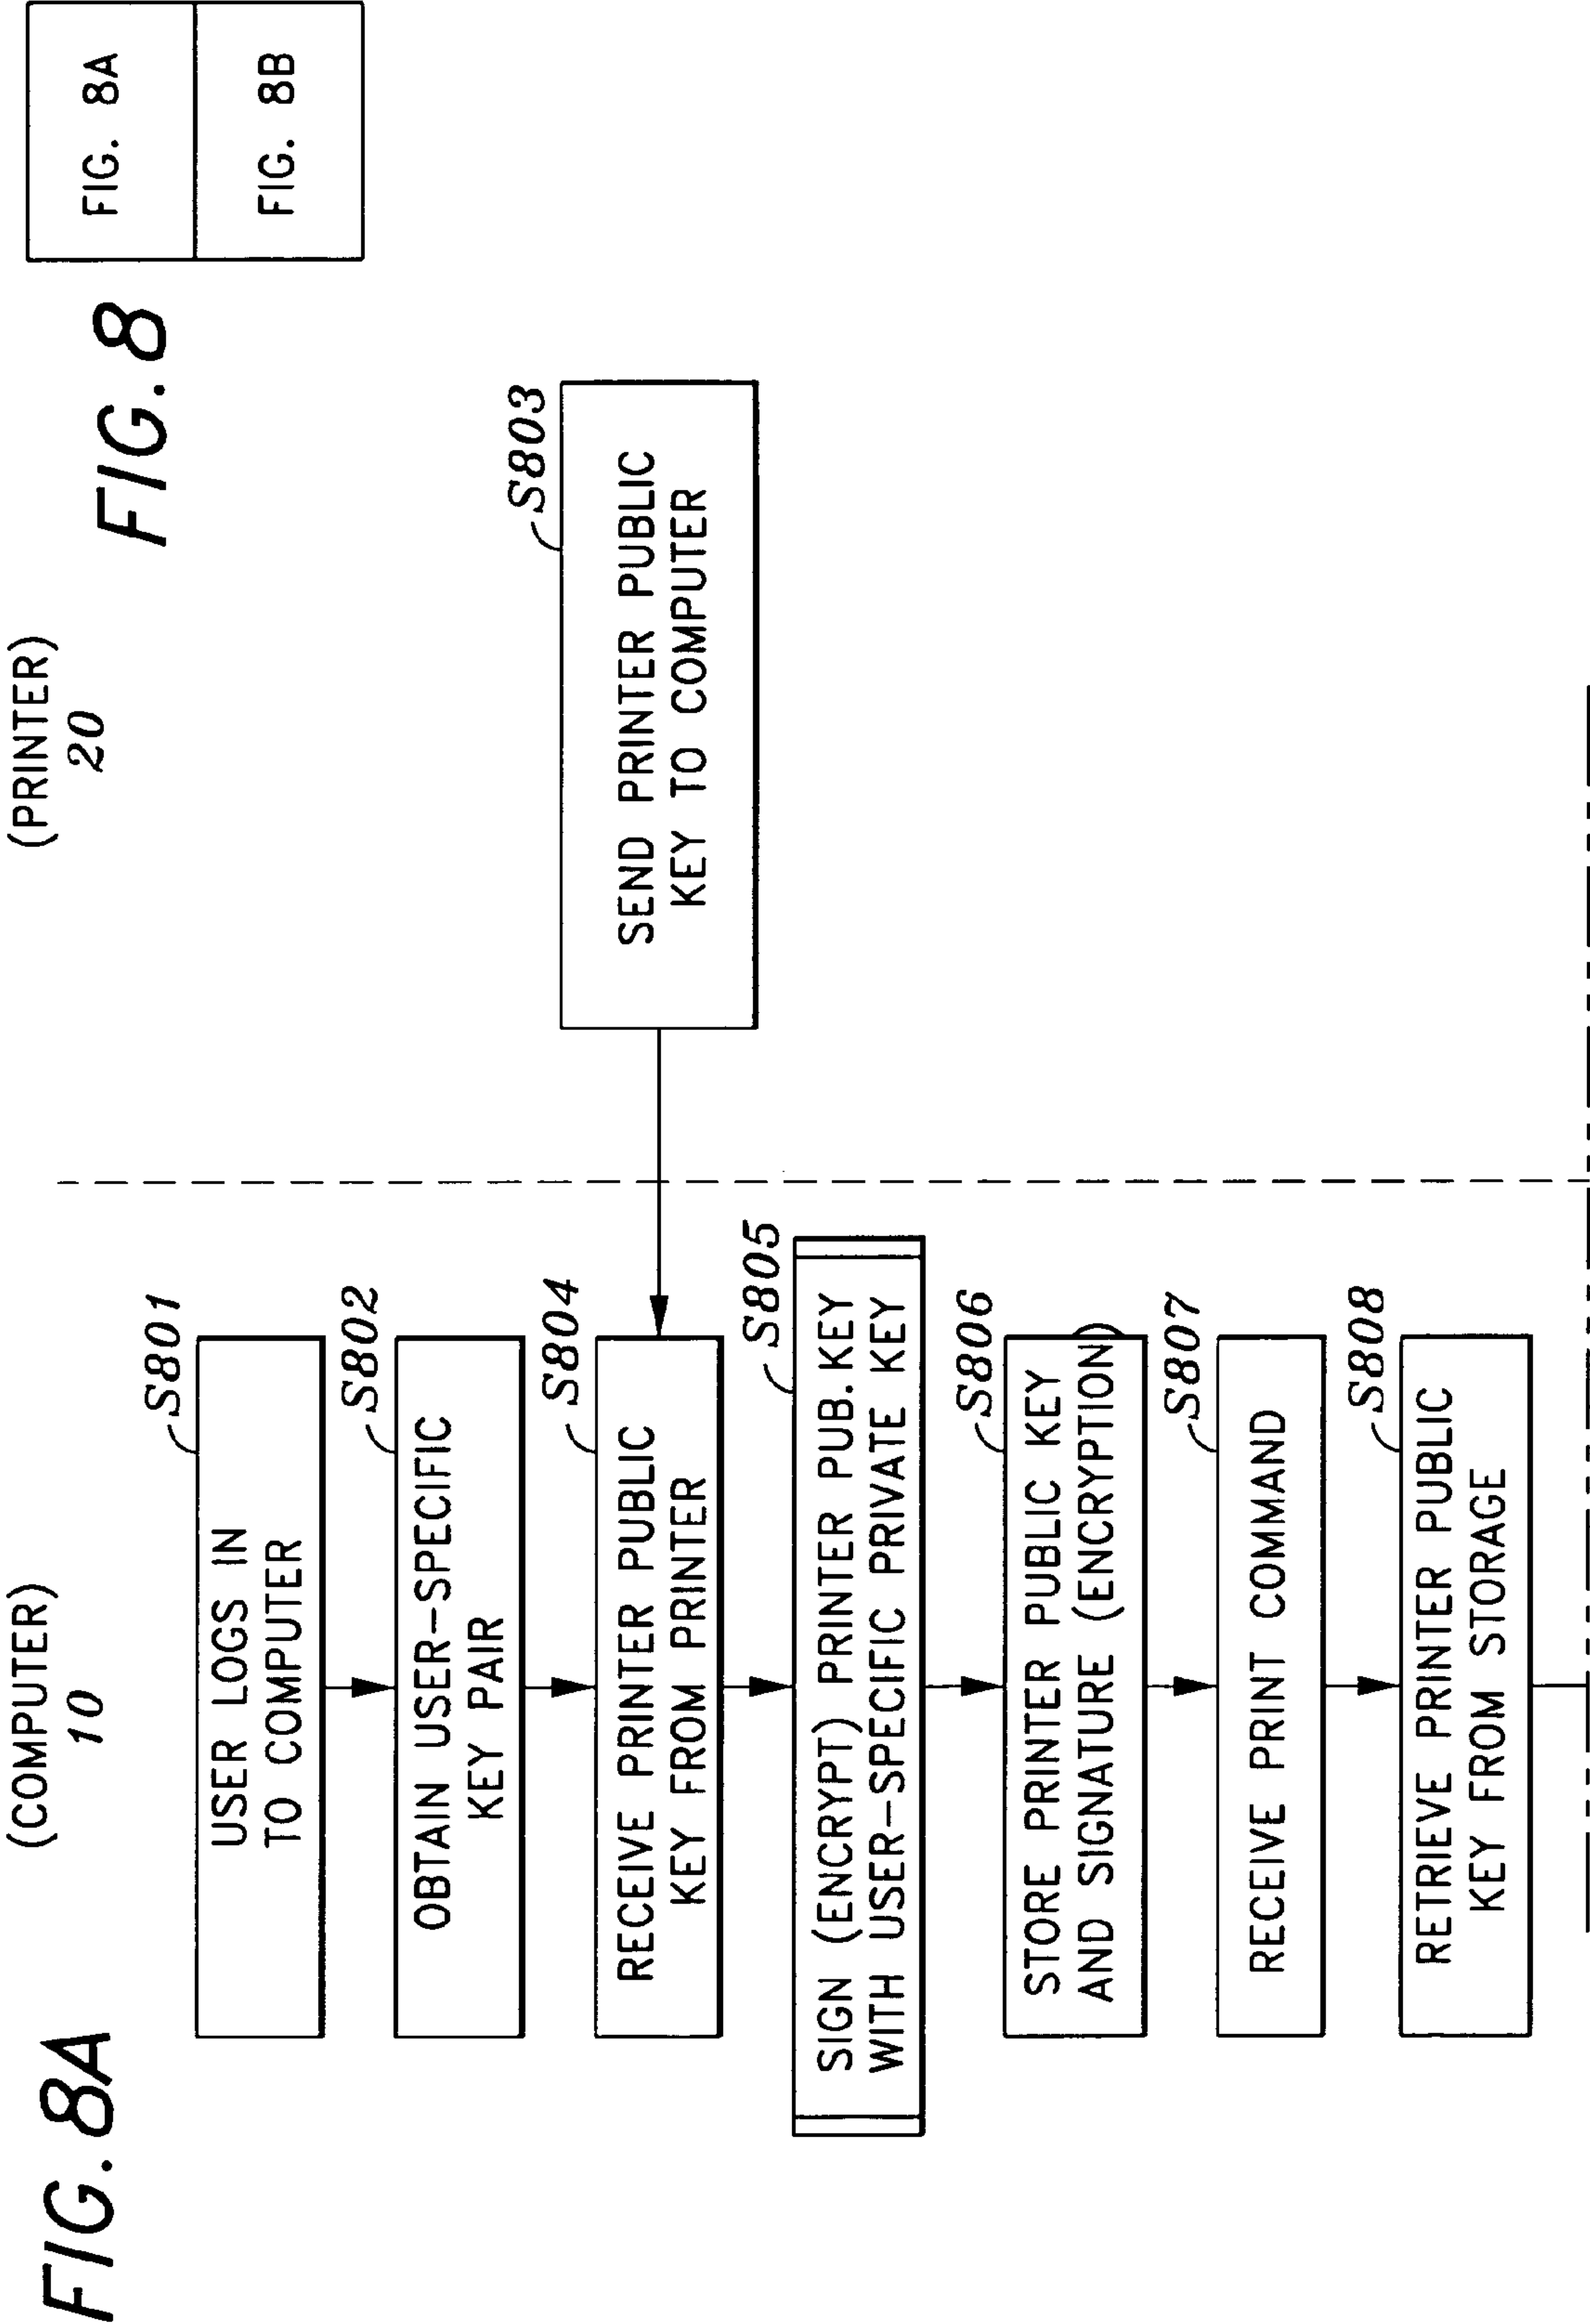 FIG. 8A
(COMPUTER)
10
(PRINTER)
20
FIG. 8
FIG. 8A
FIG. 8B
S801
USER LOGS IN
TO COMPUTER
S802
OBTAIN USER-SPECIFIC
KEY PAIR
S803
SEND PRINTER PUBLIC
KEY TO COMPUTER
S804
RECEIVE PRINTER PUBLIC
KEY FROM PRINTER
S805
SIGN (ENCRYPT) PRINTER PUB. KEY
WITH USER-SPECIFIC PRIVATE KEY
S806
STORE PRINTER PUBLIC KEY
AND SIGNATURE (ENCRYPTION)
S807
RECEIVE PRINT COMMAND
S808
RETRIEVE PRINTER PUBLIC
KEY FROM STORAGE